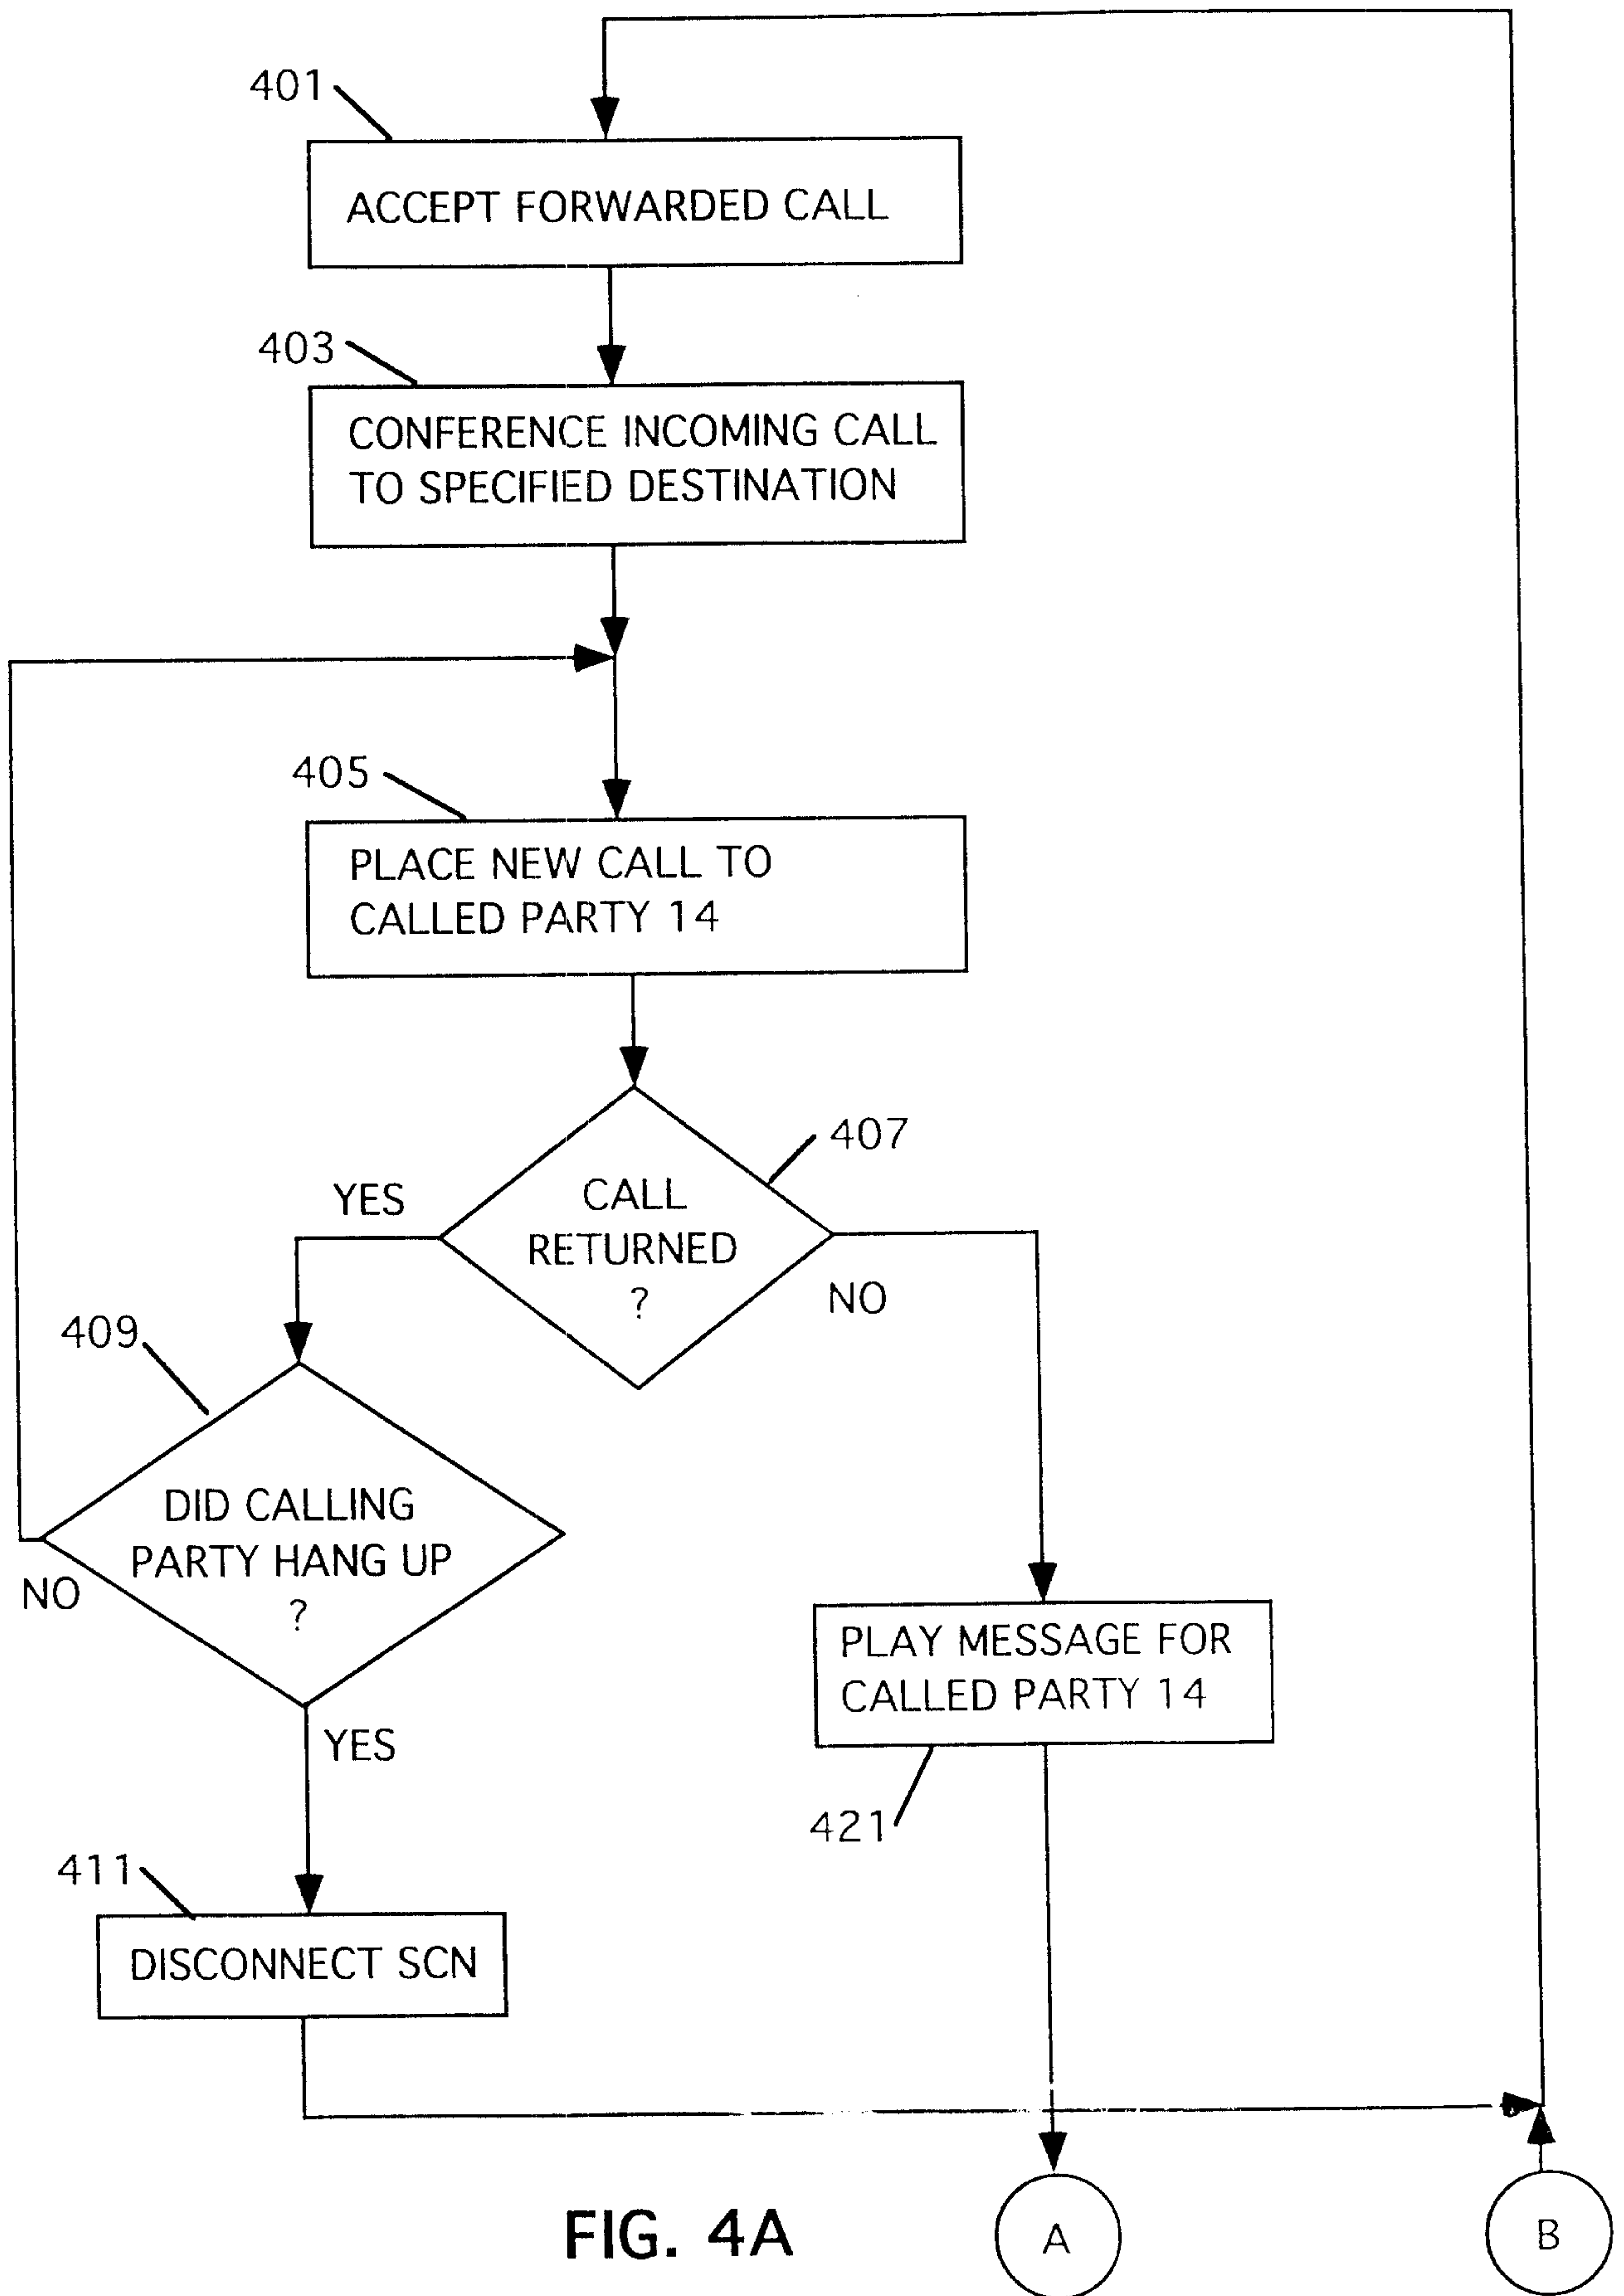 401
ACCEPT FORWARDED CALL
403
CONFERENCE INCOMING CALL
TO SPECIFIED DESTINATION
405
PLACE NEW CALL TO
CALLED PARTY 14
407
YES
CALL
RETURNED
?
NO
409
DID CALLING
PARTY HANG UP
?
NO
YES
PLAY MESSAGE FOR
CALLED PARTY 14
421
411
DISCONNECT SCN
FIG. 4A
A
B